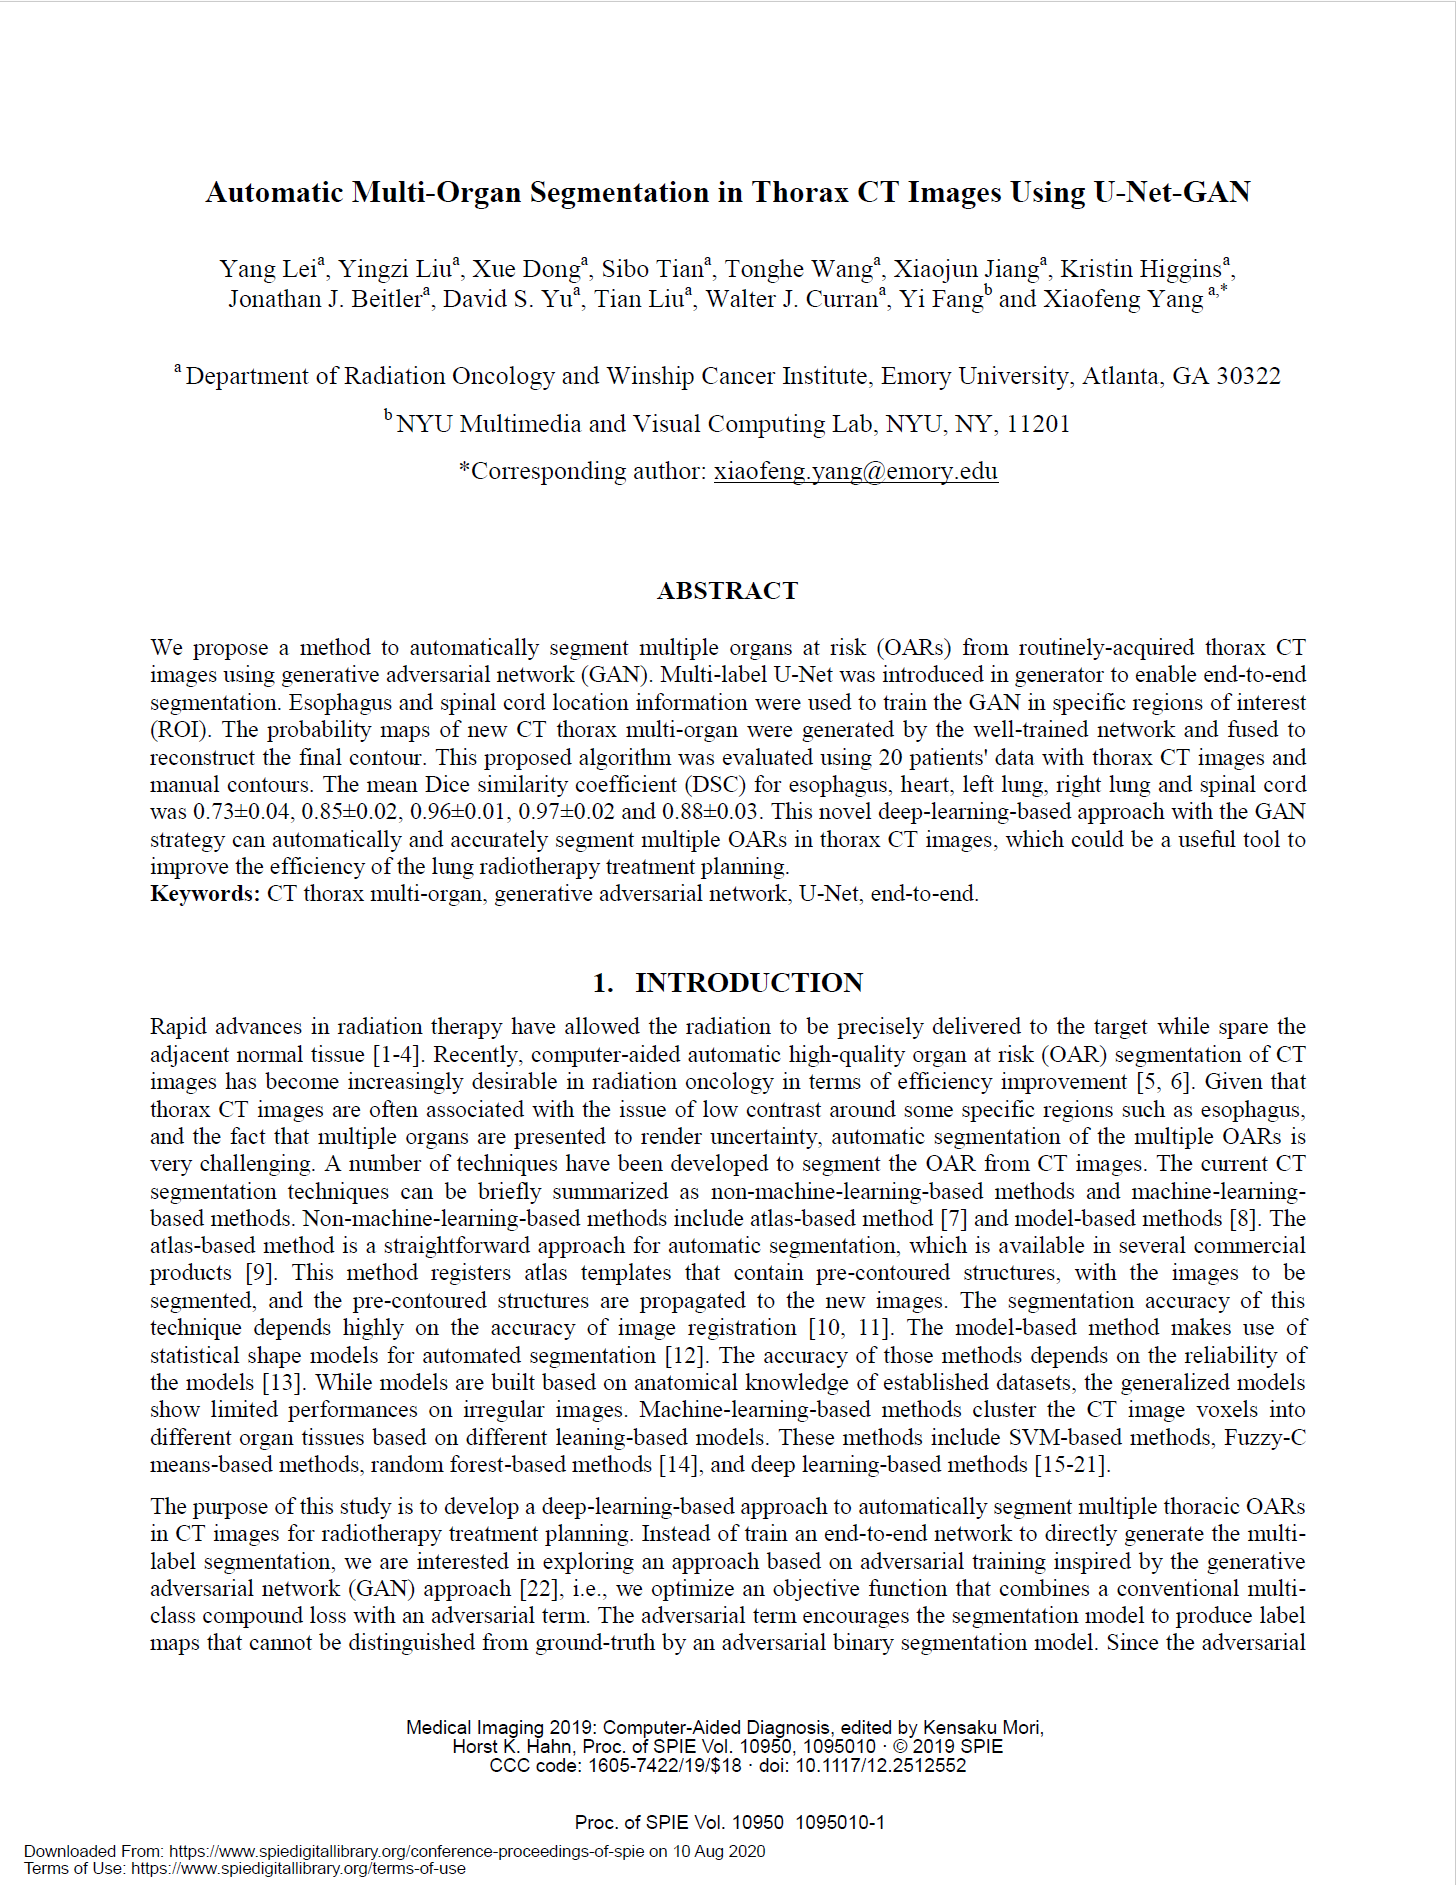 Automatic Multi-Organ Segmentation in Thorax CT Images Using U-Net-GAN
Yang Leiª, Yingzi Liuª, Xue Dongª, Sibo Tianª, Tonghe Wangª, Xiaojun Jiangª, Kristin Higginsª,
Jonathan J. Beitlerª, David S. Yuª, Tian Liuª, Walter J. Curranª, Yi Fangᵇ and Xiaofeng Yang ª,*
ª Department of Radiation Oncology and Winship Cancer Institute, Emory University, Atlanta, GA 30322
ᵇ NYU Multimedia and Visual Computing Lab, NYU, NY, 11201
*Corresponding author: xiaofeng.yang@emory.edu
ABSTRACT
We propose a method to automatically segment multiple organs at risk (OARs) from routinely-acquired thorax CT
images using generative adversarial network (GAN). Multi-label U-Net was introduced in generator to enable end-to-end
segmentation. Esophagus and spinal cord location information were used to train the GAN in specific regions of interest
(ROI). The probability maps of new CT thorax multi-organ were generated by the well-trained network and fused to
reconstruct the final contour. This proposed algorithm was evaluated using 20 patients' data with thorax CT images and
manual contours. The mean Dice similarity coefficient (DSC) for esophagus, heart, left lung, right lung and spinal cord
was 0.73±0.04, 0.85±0.02, 0.96±0.01, 0.97±0.02 and 0.88±0.03. This novel deep-learning-based approach with the GAN
strategy can automatically and accurately segment multiple OARs in thorax CT images, which could be a useful tool to
improve the efficiency of the lung radiotherapy treatment planning.
Keywords: CT thorax multi-organ, generative adversarial network, U-Net, end-to-end.
1. INTRODUCTION
Rapid advances in radiation therapy have allowed the radiation to be precisely delivered to the target while spare the
adjacent normal tissue [1-4]. Recently, computer-aided automatic high-quality organ at risk (OAR) segmentation of CT
images has become increasingly desirable in radiation oncology in terms of efficiency improvement [5, 6]. Given that
thorax CT images are often associated with the issue of low contrast around some specific regions such as esophagus,
and the fact that multiple organs are presented to render uncertainty, automatic segmentation of the multiple OARs is
very challenging. A number of techniques have been developed to segment the OAR from CT images. The current CT
segmentation techniques can be briefly summarized as non-machine-learning-based methods and machine-learning-
based methods. Non-machine-learning-based methods include atlas-based method [7] and model-based methods [8]. The
atlas-based method is a straightforward approach for automatic segmentation, which is available in several commercial
products [9]. This method registers atlas templates that contain pre-contoured structures, with the images to be
segmented, and the pre-contoured structures are propagated to the new images. The segmentation accuracy of this
technique depends highly on the accuracy of image registration [10, 11]. The model-based method makes use of
statistical shape models for automated segmentation [12]. The accuracy of those methods depends on the reliability of
the models [13]. While models are built based on anatomical knowledge of established datasets, the generalized models
show limited performances on irregular images. Machine-learning-based methods cluster the CT image voxels into
different organ tissues based on different leaning-based models. These methods include SVM-based methods, Fuzzy-C
means-based methods, random forest-based methods [14], and deep learning-based methods [15-21].
The purpose of this study is to develop a deep-learning-based approach to automatically segment multiple thoracic OARs
in CT images for radiotherapy treatment planning. Instead of train an end-to-end network to directly generate the multi-
label segmentation, we are interested in exploring an approach based on adversarial training inspired by the generative
adversarial network (GAN) approach [22], i.e., we optimize an objective function that combines a conventional multi-
class compound loss with an adversarial term. The adversarial term encourages the segmentation model to produce label
maps that cannot be distinguished from ground-truth by an adversarial binary segmentation model. Since the adversarial
Medical Imaging 2019: Computer-Aided Diagnosis, edited by Kensaku Mori,
Horst K. Hahn, Proc. of SPIE Vol. 10950, 1095010 · © 2019 SPIE
CCC code: 1605-7422/19/$18 · doi: 10.1117/12.2512552
Proc. of SPIE Vol. 10950 1095010-1
Downloaded From: https://www.spiedigitallibrary.org/conference-proceedings-of-spie on 10 Aug 2020
Terms of Use: https://www.spiedigitallibrary.org/terms-of-use